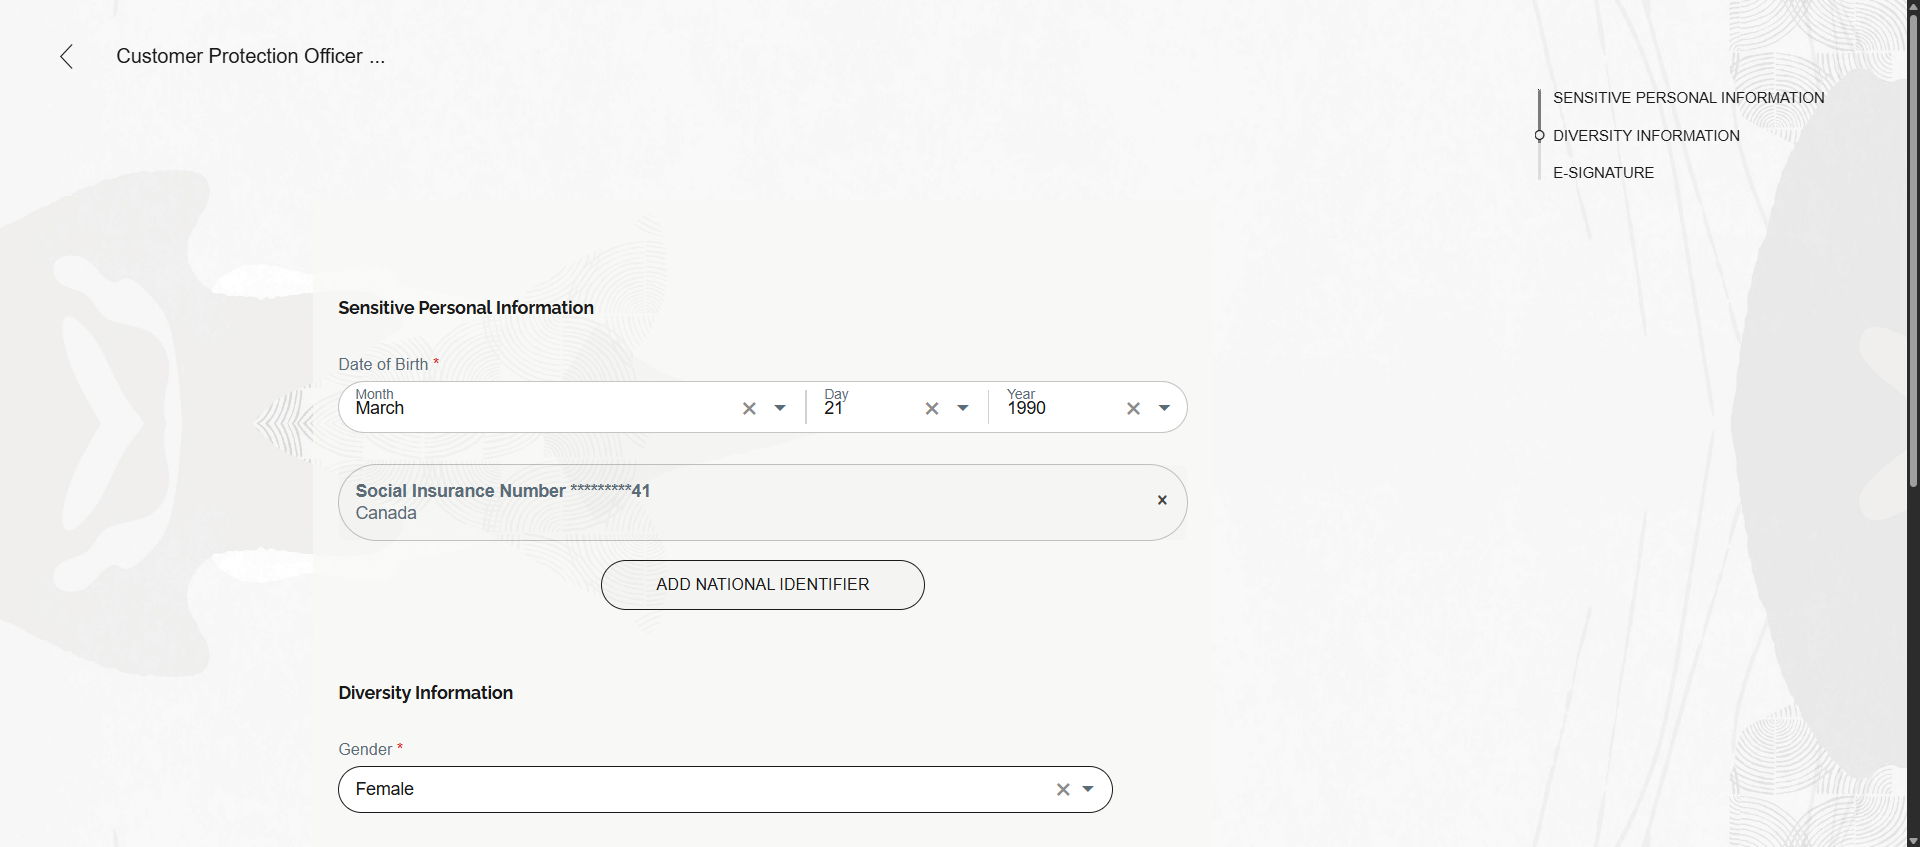 Customer Protection Officer ...
SENSITIVE PERSONAL INFORMATION
DIVERSITY INFORMATION
E-SIGNATURE
Sensitive Personal Information
Date of Birth *
Month
March
Day
21
Year
1990
Social Insurance Number *********41
Canada
ADD NATIONAL IDENTIFIER
Diversity Information
Gender *
Female